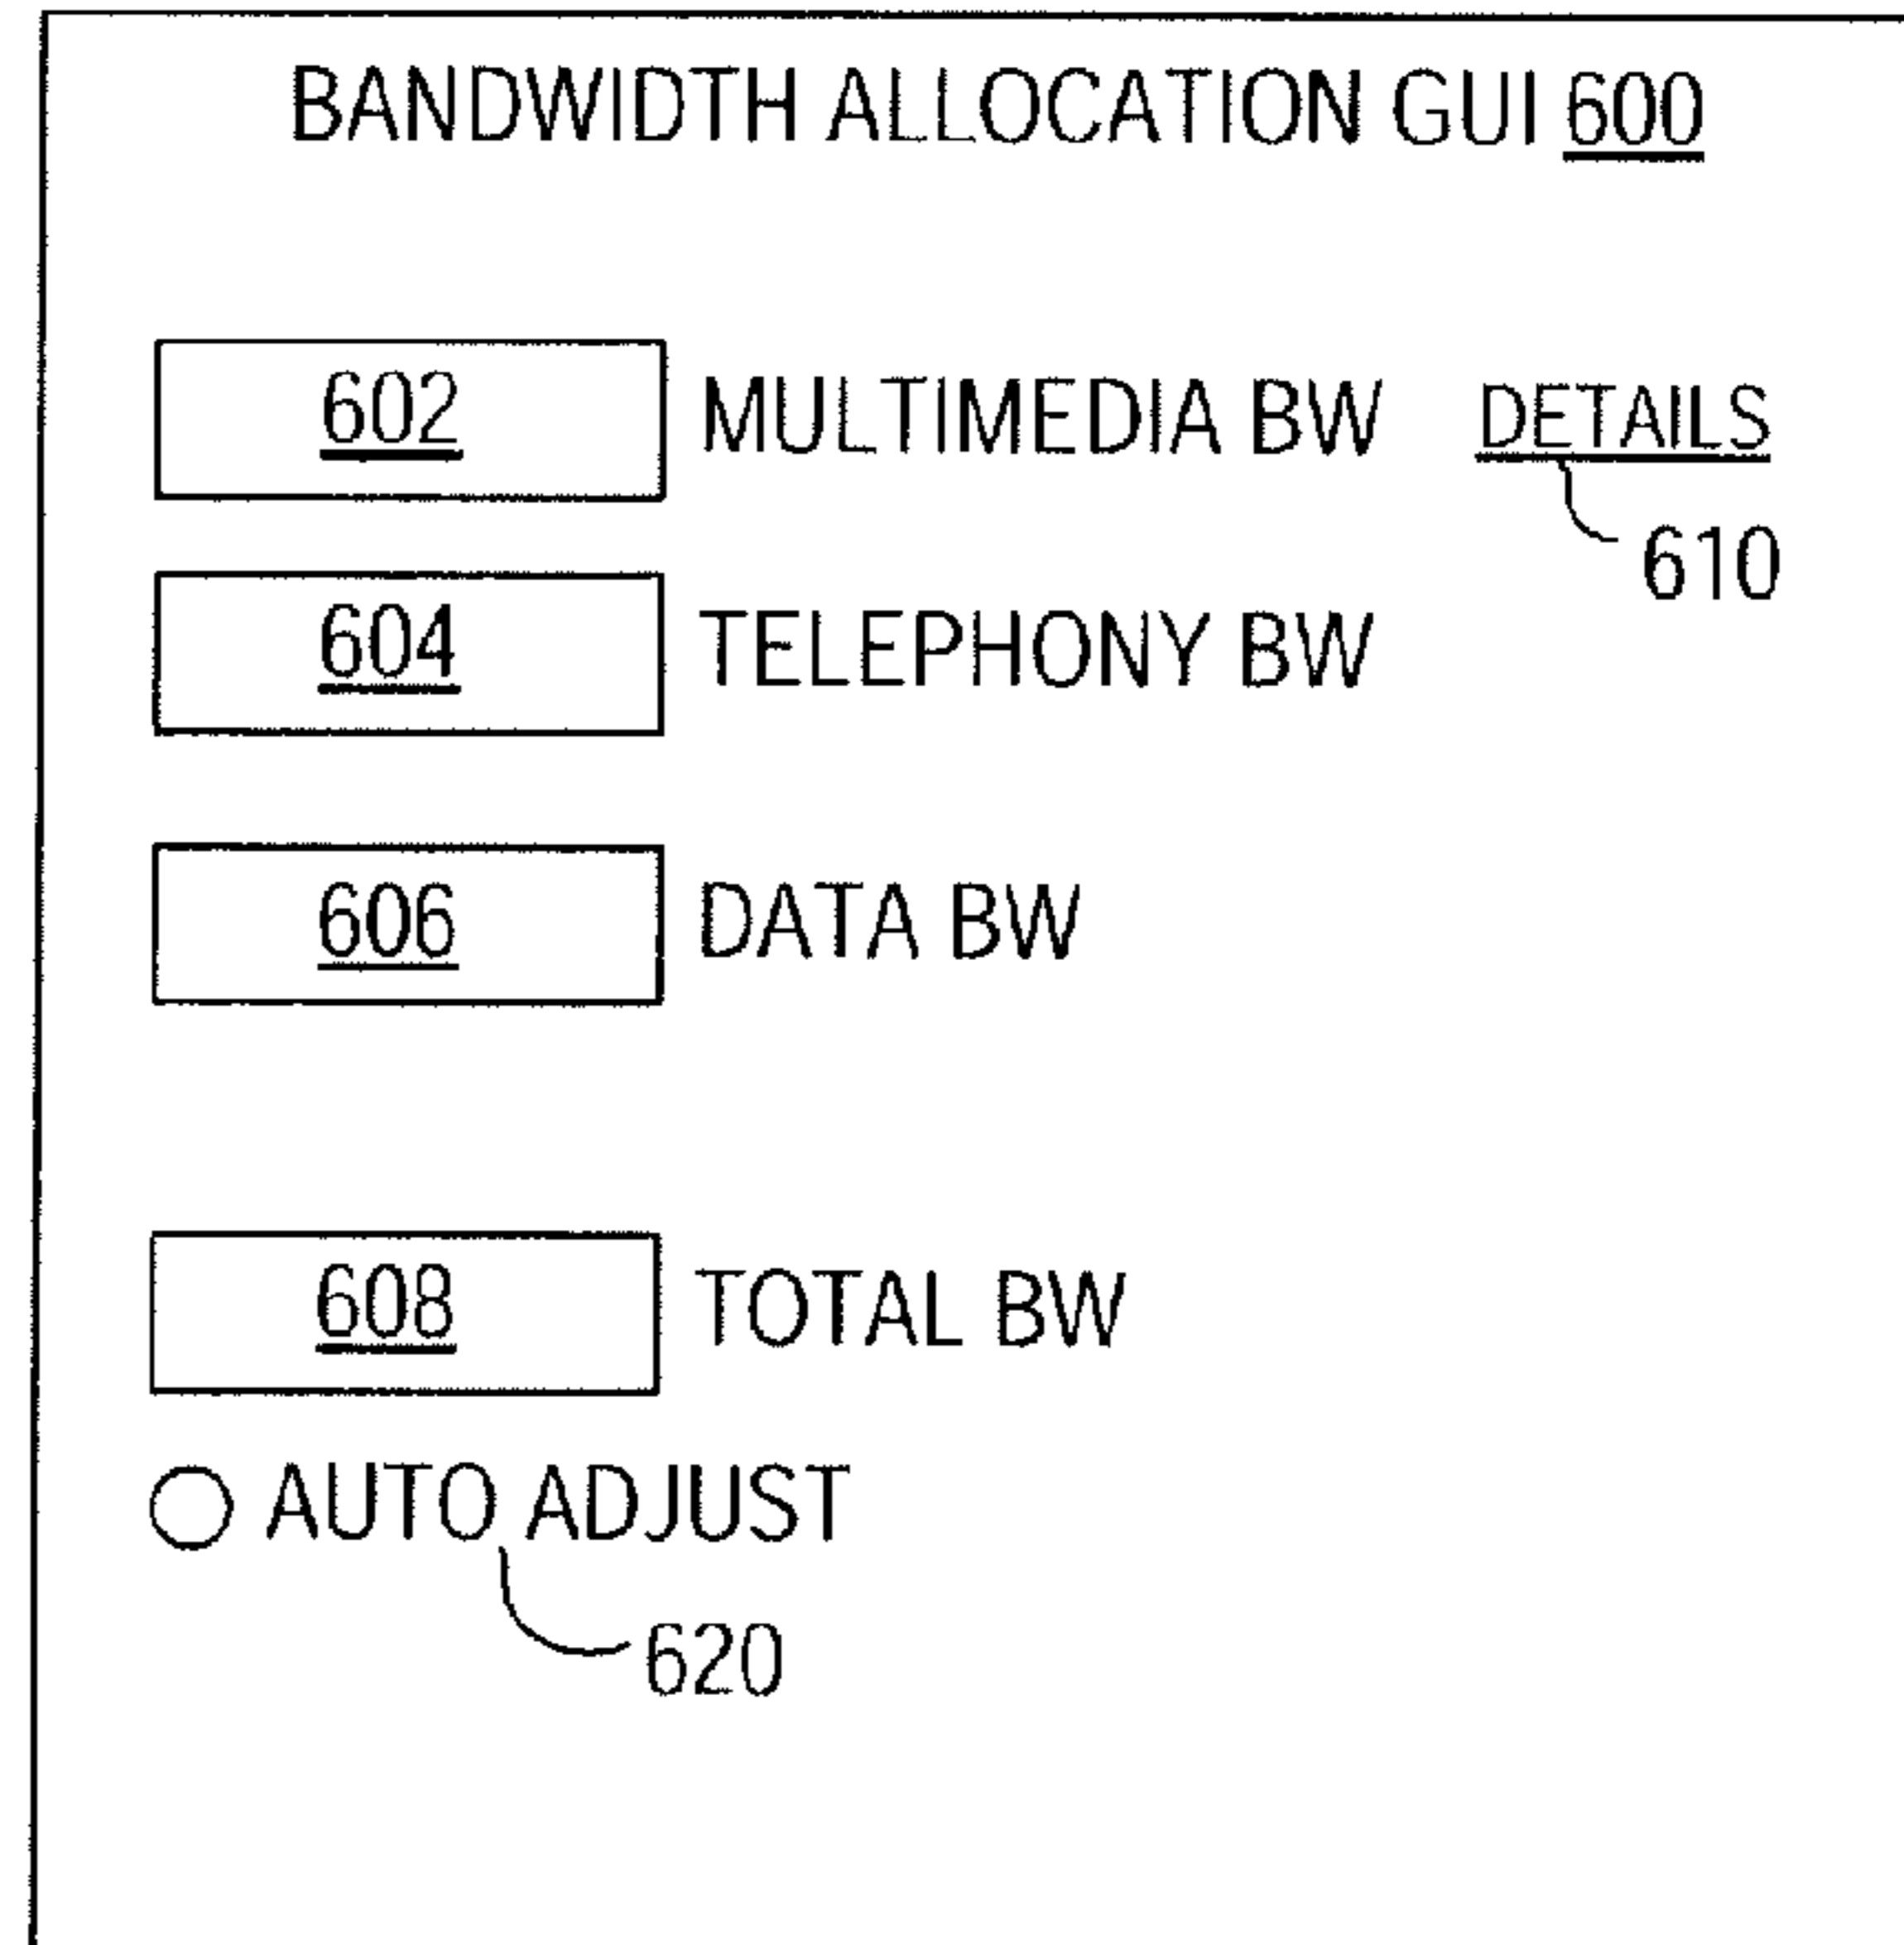 BANDWIDTH ALLOCATION GUI 600
602 MULTIMEDIA BW DETAILS
610
604 TELEPHONY BW
606 DATA BW
608 TOTAL BW
AUTO ADJUST
620